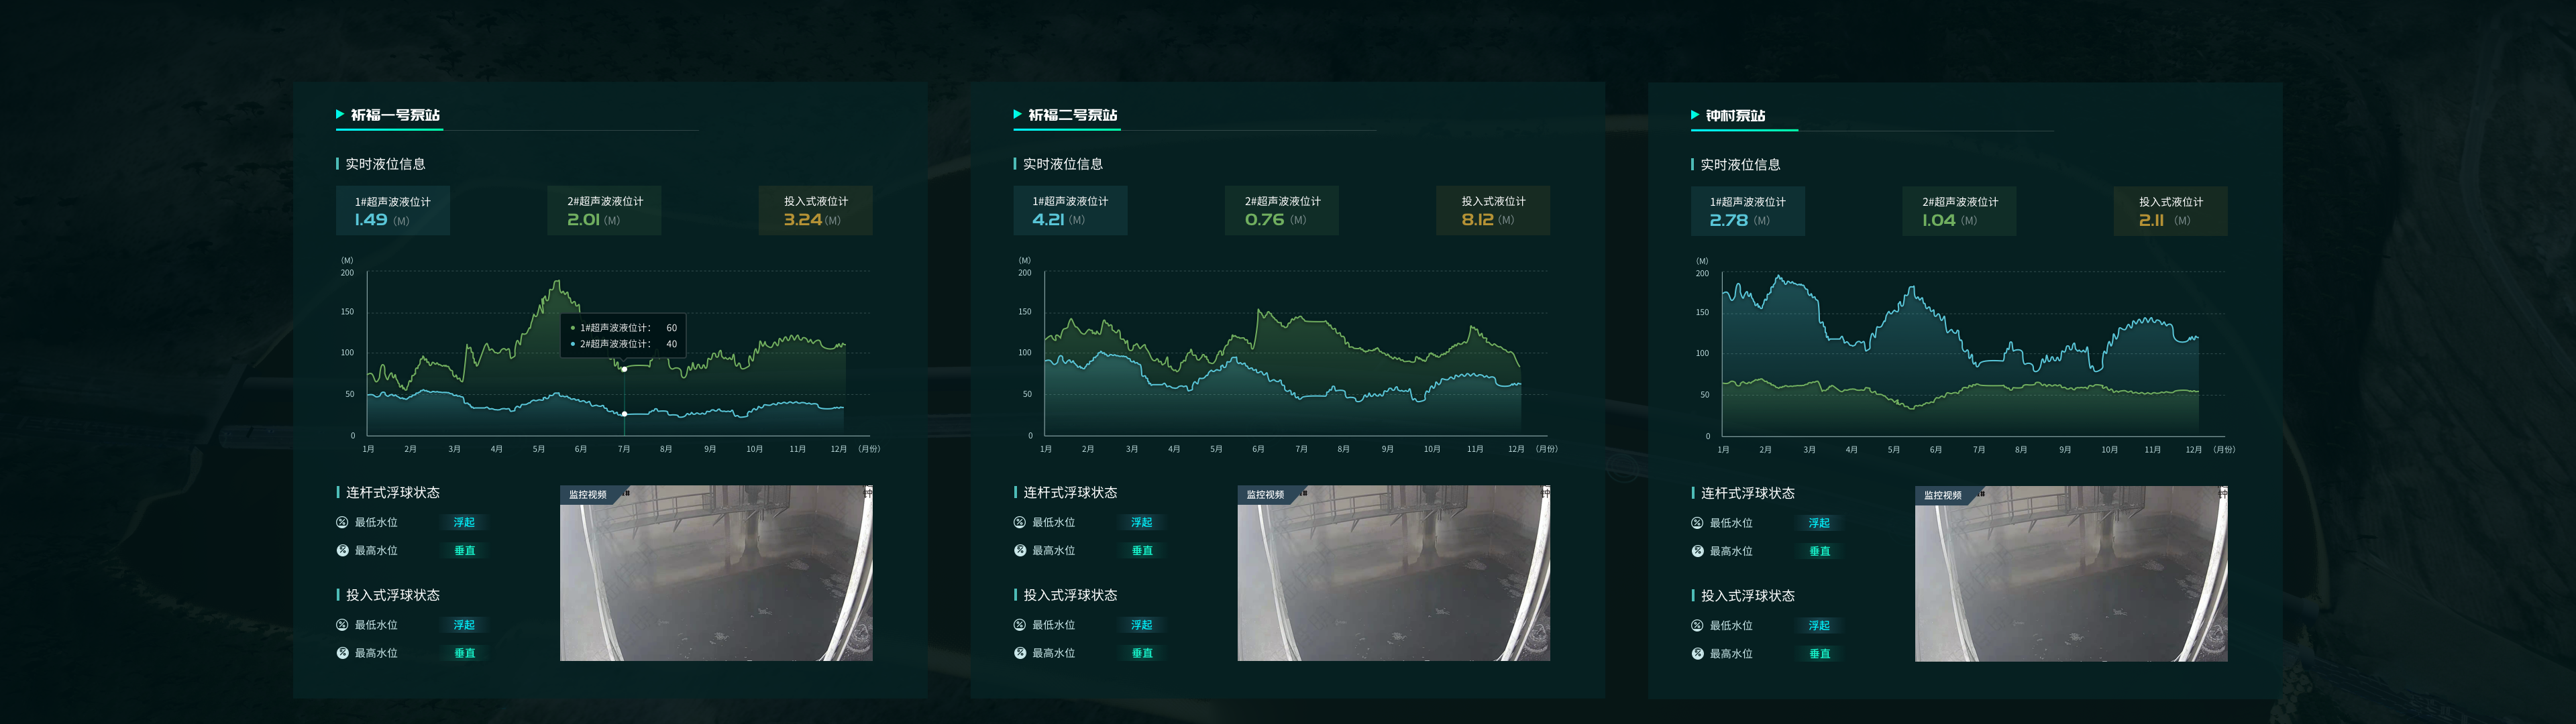 祈福一号泵站
实时液位信息
1#超声波液位计
1.49 (M)
2#超声波液位计
2.01 (M)
投入式液位计
3.24 (M)
(M)
200
150
100
50
0
1#超声波液位计: 60
2#超声波液位计: 40
1月 2月 3月 4月 5月 6月 7月 8月 9月 10月 11月 12月 (月份)
连杆式浮球状态
最低水位 浮起
最高水位 垂直
投入式浮球状态
最低水位 浮起
最高水位 垂直
监控视频
钟
祈福二号泵站
实时液位信息
1#超声波液位计
4.21 (M)
2#超声波液位计
0.76 (M)
投入式液位计
8.12 (M)
(M)
200
150
100
50
0
1月 2月 3月 4月 5月 6月 7月 8月 9月 10月 11月 12月 (月份)
连杆式浮球状态
最低水位 浮起
最高水位 垂直
投入式浮球状态
最低水位 浮起
最高水位 垂直
监控视频
钟
钟村泵站
实时液位信息
1#超声波液位计
2.78 (M)
2#超声波液位计
1.04 (M)
投入式液位计
2.11 (M)
(M)
200
150
100
50
0
1月 2月 3月 4月 5月 6月 7月 8月 9月 10月 11月 12月 (月份)
连杆式浮球状态
最低水位 浮起
最高水位 垂直
投入式浮球状态
最低水位 浮起
最高水位 垂直
监控视频
钟